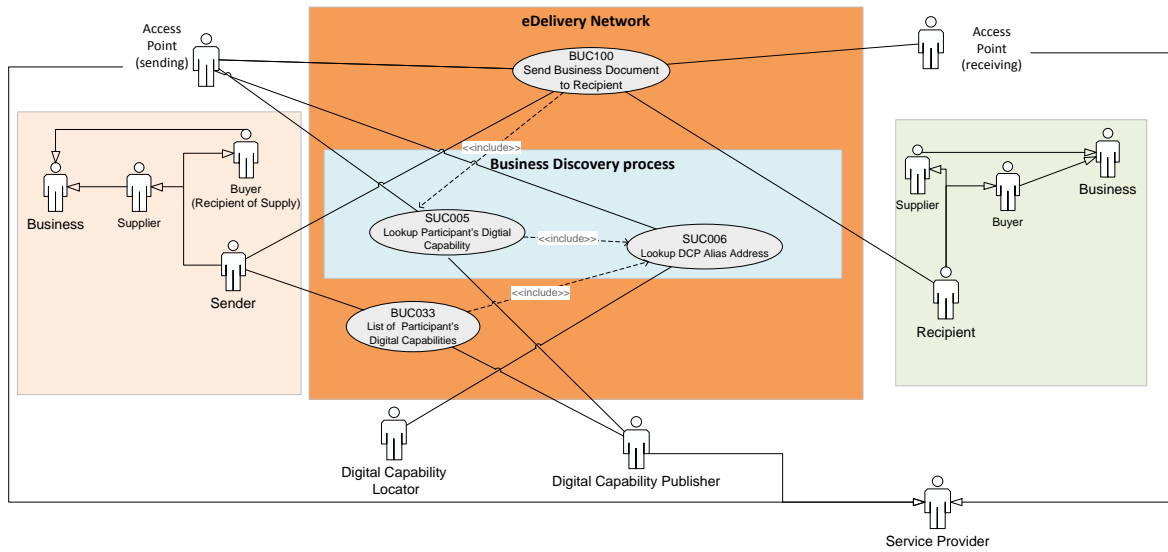 eDelivery Network
Access
Point
(sending)
Access
Point
(receiving)
BUC100
Send Business Document
to Recipient
<<include>>
Business Discovery process
Business
Supplier
Buyer
(Recipient of Supply)
Sender
SUC005
Lookup Participant's Digtial
Capability
<<include>>
SUC006
Lookup DCP Alias Address
<<include>>
BUC033
List of Participant's
Digital Capabilities
Supplier
Buyer
Business
Recipient
Digital Capability
Locator
Digital Capability Publisher
Service Provider